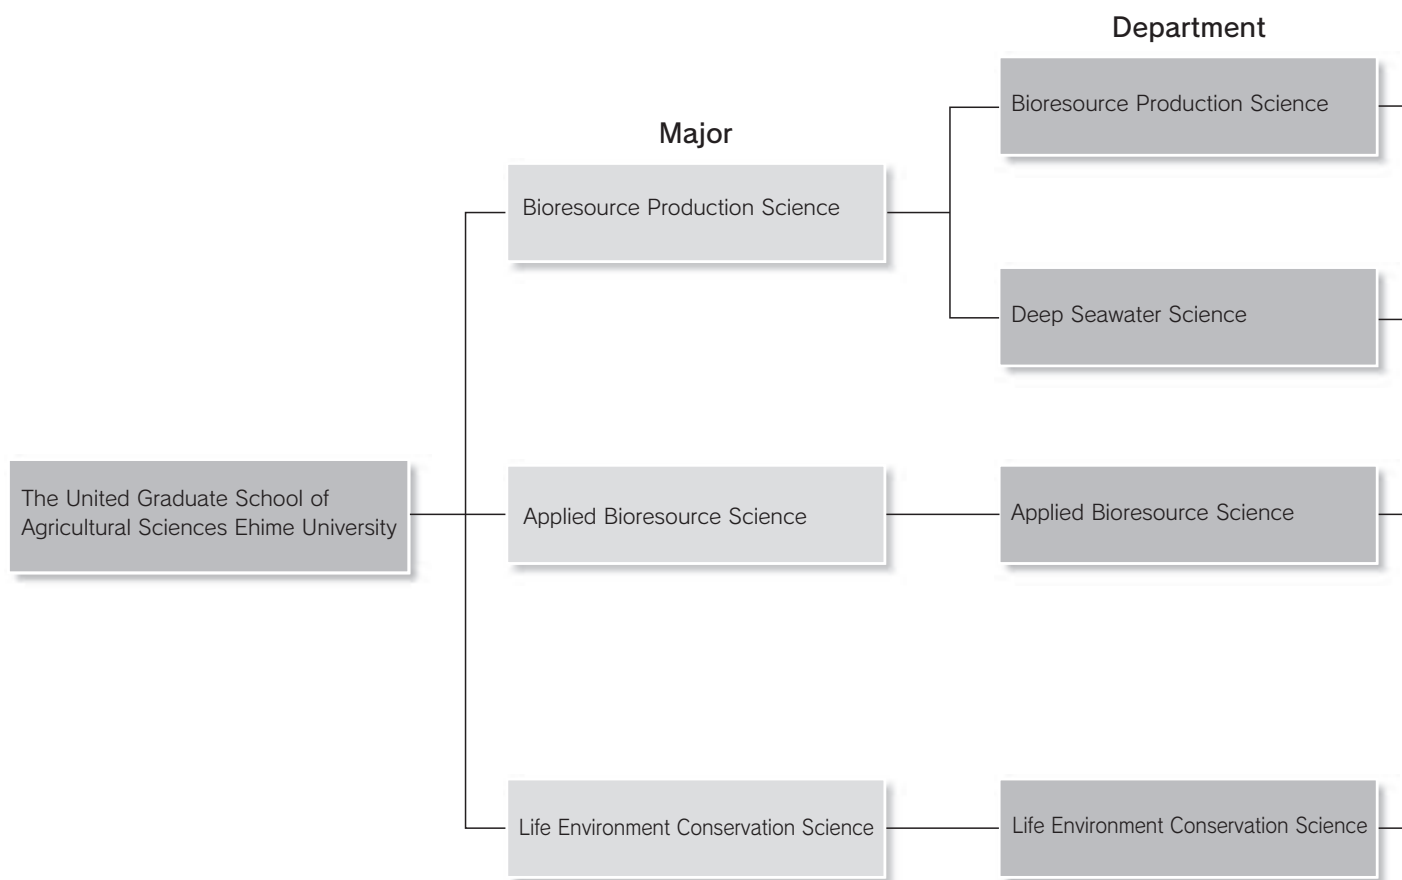 Department
Bioresource Production Science
Major
Bioresource Production Science
Deep Seawater Science
The United Graduate School of
Agricultural Sciences Ehime University
Applied Bioresource Science
Applied Bioresource Science
Life Environment Conservation Science
Life Environment Conservation Science